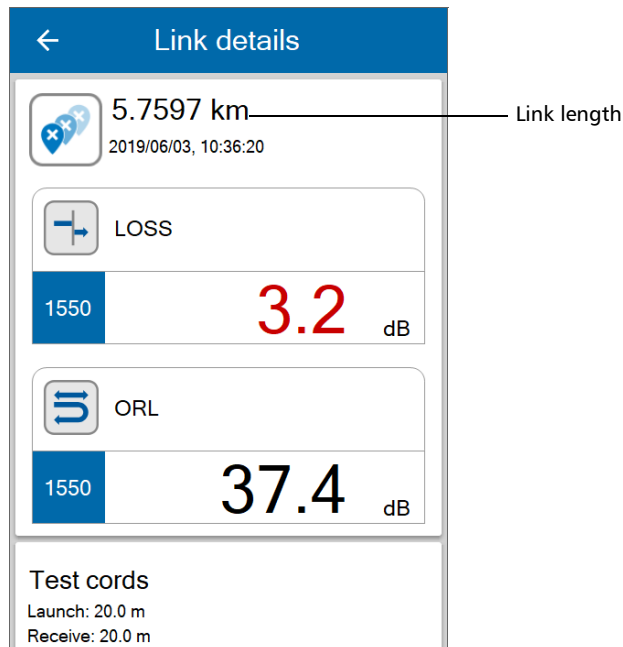 Link details
5.7597 km
Link length
2019/06/03, 10:36:20
LOSS
1550
3.2
dB
ORL
1550
37.4
dB
Test cords
Launch: 20.0 m
Receive: 20.0 m